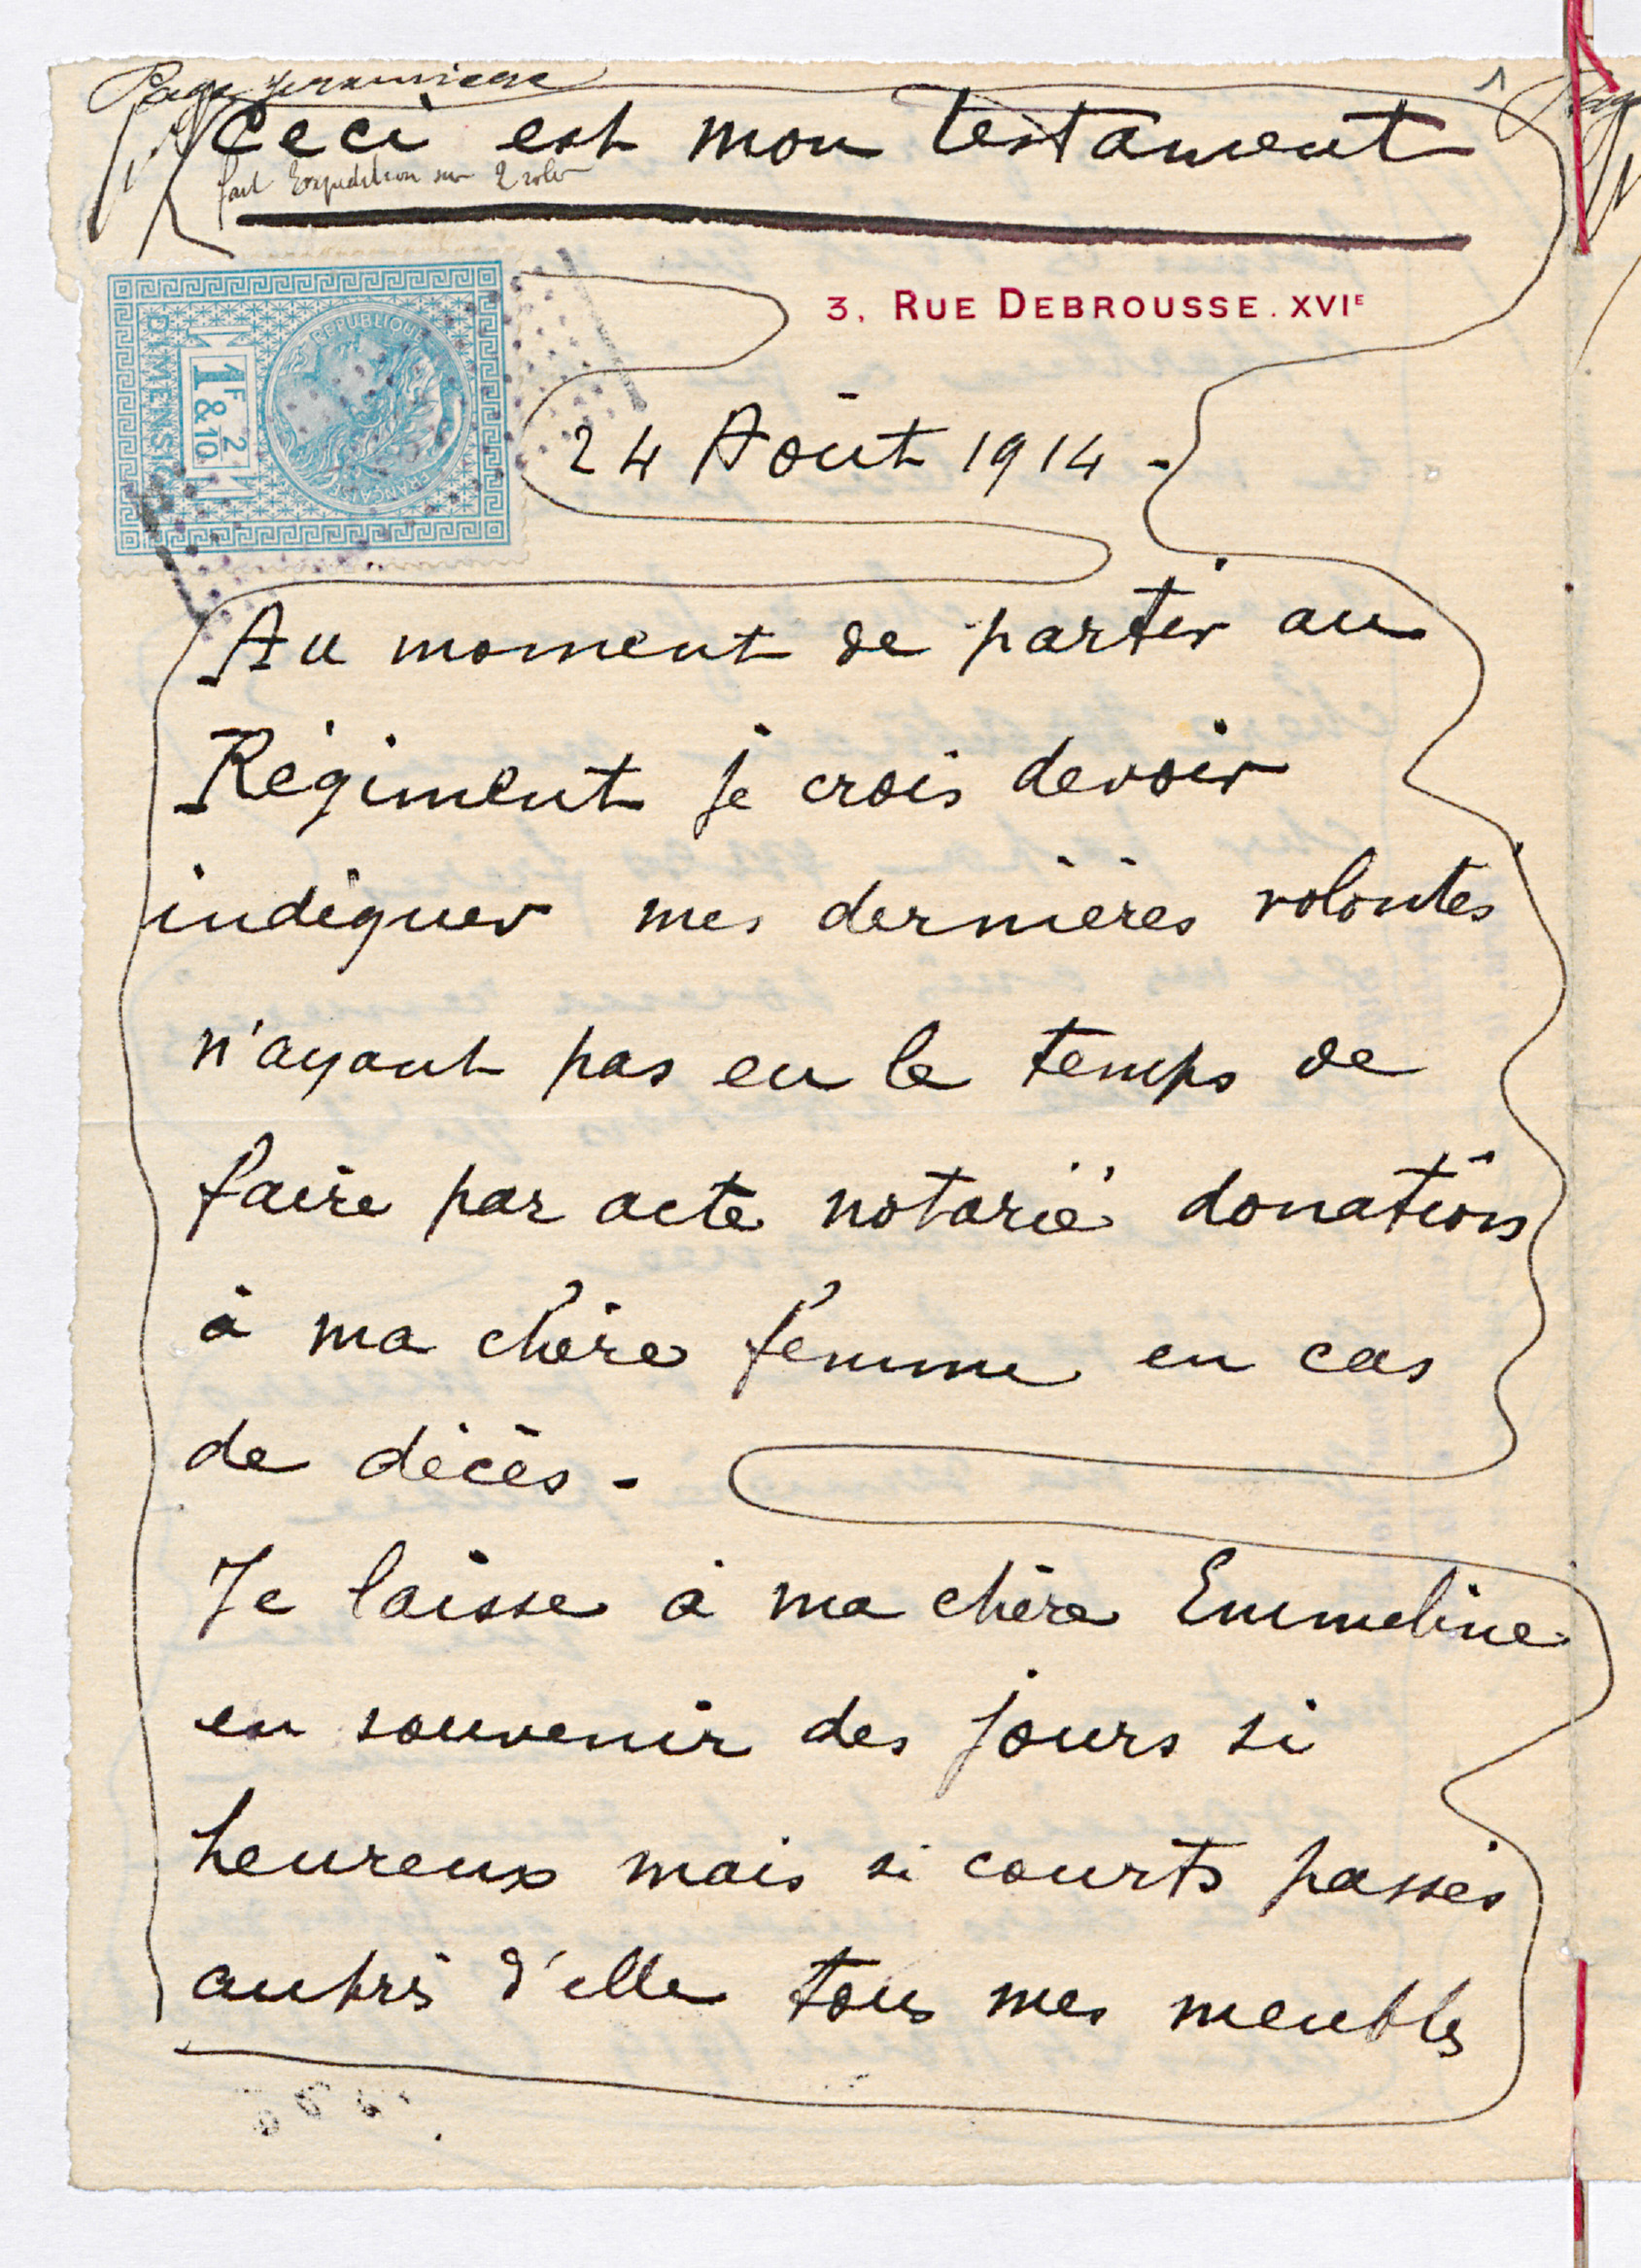 Page première
1
Ceci est mon testament
fait Expédition sur 2 roles
3, RUE DEBROUSSE. XVIE
RÉPUBLIQUE FRANÇAISE
1F & 2/10
DIMENSION
24 Août 1914 -
Au moment de partir au
Régiment je crois devoir
indiquer mes dernières volontés
n'ayant pas eu le temps de
faire par acte notarié donation
à ma chère femme en cas
de décès -
Je laisse à ma chère Emmeline
en souvenir des jours si
heureux mais si courts passés
auprès d'elle tous mes meubles